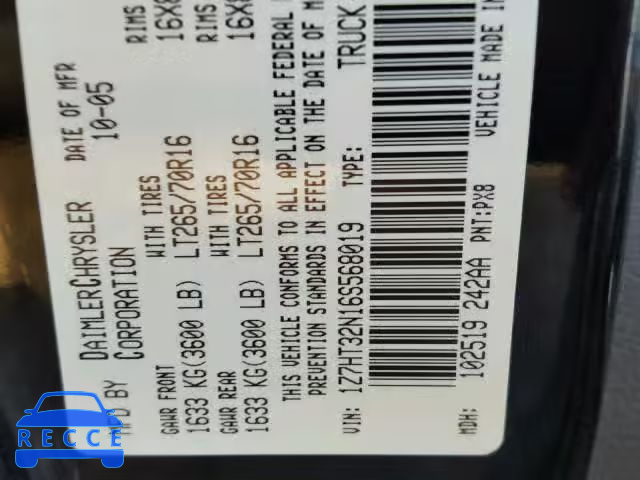 MFD BY DAIMLERCHRYSLER DATE OF MFR
CORPORATION 10-05
GAWR FRONT WITH TIRES RIMS
1633 KG(3600 LB) LT265/70R16 16X8
GAWR REAR WITH TIRES RIMS
1633 KG(3600 LB) LT265/70R16 16X8
THIS VEHICLE CONFORMS TO ALL APPLICABLE FEDERAL
PREVENTION STANDARDS IN EFFECT ON THE DATE OF
VIN: 1Z7HT32N16S568019 TYPE: TRUCK
MDH: 102519 242AA PNT:PX8 VEHICLE MADE IN
RECCE